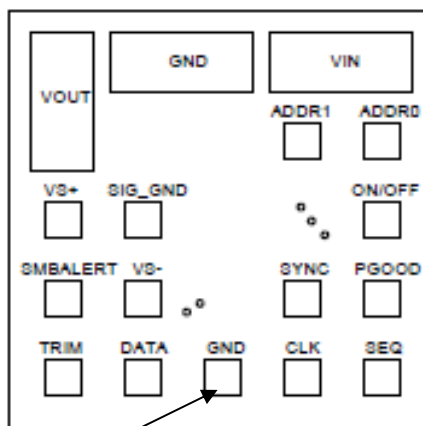 GND VIN
VOUT
ADDR1 ADDR0
VS+ SIG_GND ON/OFF
SMBALERT VS- SYNC PGOOD
TRIM DATA GND CLK SEQ